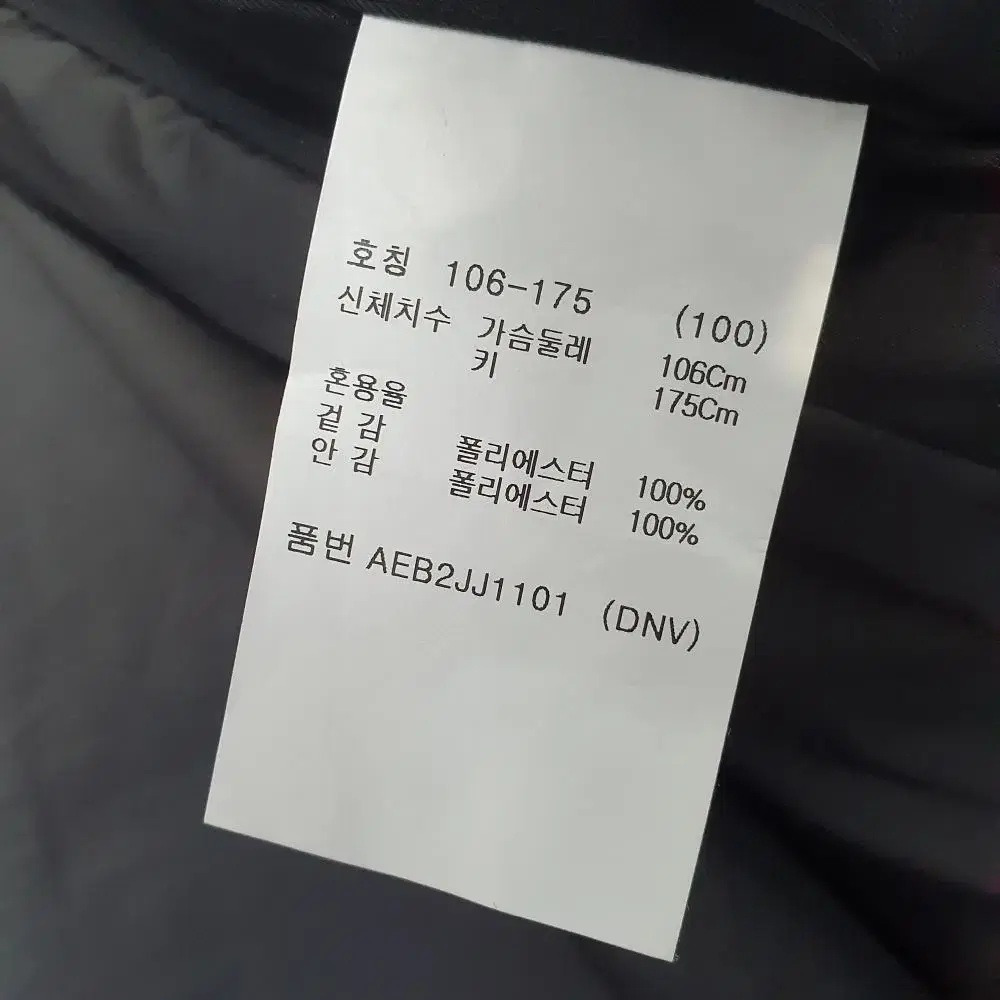 호칭 106-175 (100)
신체치수 가슴둘레 106Cm
키 175Cm
혼용율
겉 감 폴리에스터 100%
안 감 폴리에스터 100%
품번 AEB2JJ1101 (DNV)